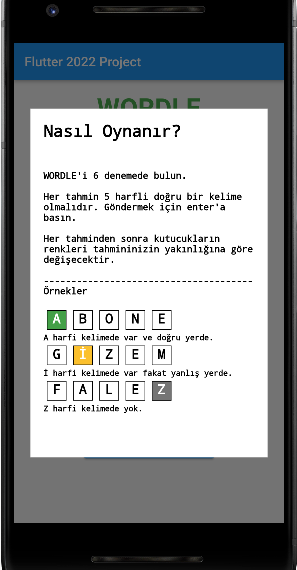 Flutter 2022 Project
WORDLE
Nasıl Oynanır?
WORDLE'i 6 denemede bulun.
Her tahmin 5 harfli doğru bir kelime
olmalıdır. Göndermek için enter'a
basın.
Her tahminden sonra kutucukların
renkleri tahmininizin yakınlığına göre
değişecektir.
--------------------------------------
Örnekler
A B O N E
A harfi kelimede var ve doğru yerde.
G İ Z E M
İ harfi kelimede var fakat yanlış yerde.
F A L E Z
Z harfi kelimede yok.